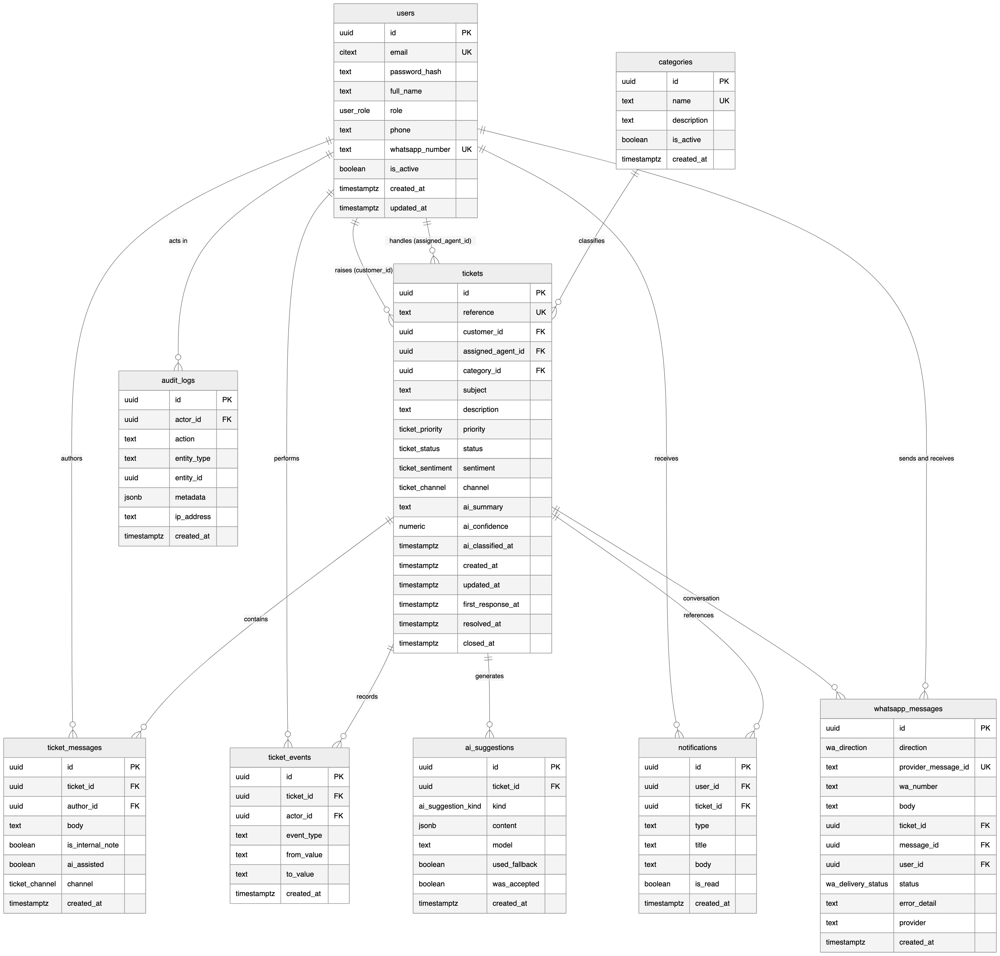 users
uuid id PK
citext email UK
text password_hash
text full_name
user_role role
text phone
text whatsapp_number UK
boolean is_active
timestamptz created_at
timestamptz updated_at
categories
uuid id PK
text name UK
text description
boolean is_active
timestamptz created_at
acts in
handles (assigned_agent_id)
classifies
raises (customer_id)
tickets
uuid id PK
text reference UK
uuid customer_id FK
uuid assigned_agent_id FK
uuid category_id FK
text subject
text description
ticket_priority priority
ticket_status status
ticket_sentiment sentiment
ticket_channel channel
text ai_summary
numeric ai_confidence
timestamptz ai_classified_at
timestamptz created_at
timestamptz updated_at
timestamptz first_response_at
timestamptz resolved_at
timestamptz closed_at
audit_logs
uuid id PK
uuid actor_id FK
text action
text entity_type
uuid entity_id
jsonb metadata
text ip_address
timestamptz created_at
authors
performs
receives
sends and receives
conversation
references
contains
generates
records
ticket_messages
uuid id PK
uuid ticket_id FK
uuid author_id FK
text body
boolean is_internal_note
boolean ai_assisted
ticket_channel channel
timestamptz created_at
ticket_events
uuid id PK
uuid ticket_id FK
uuid actor_id FK
text event_type
text from_value
text to_value
timestamptz created_at
ai_suggestions
uuid id PK
uuid ticket_id FK
ai_suggestion_kind kind
jsonb content
text model
boolean used_fallback
boolean was_accepted
timestamptz created_at
notifications
uuid id PK
uuid user_id FK
uuid ticket_id FK
text type
text title
text body
boolean is_read
timestamptz created_at
whatsapp_messages
uuid id PK
wa_direction direction
text provider_message_id UK
text wa_number
text body
uuid ticket_id FK
uuid message_id FK
uuid user_id FK
wa_delivery_status status
text error_detail
text provider
timestamptz created_at